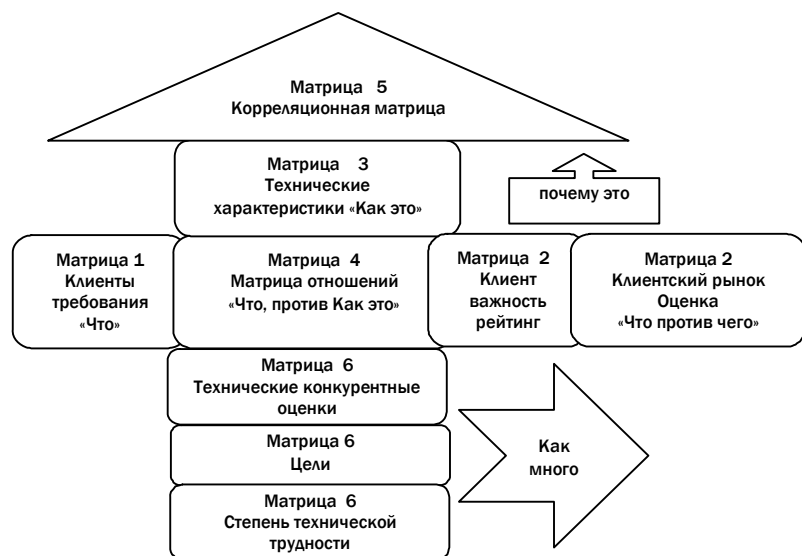 Матрица 5
Корреляционная матрица
Матрица 3
Технические
характеристики «Как это»
почему это
Матрица 1
Клиенты
требования
«Что»
Матрица 4
Матрица отношений
«Что, против Как это»
Матрица 2
Клиент
важность
рейтинг
Матрица 2
Клиентский рынок
Оценка
«Что против чего»
Матрица 6
Технические конкурентные
оценки
Матрица 6
Цели
Матрица 6
Степень технической
трудности
Как
много